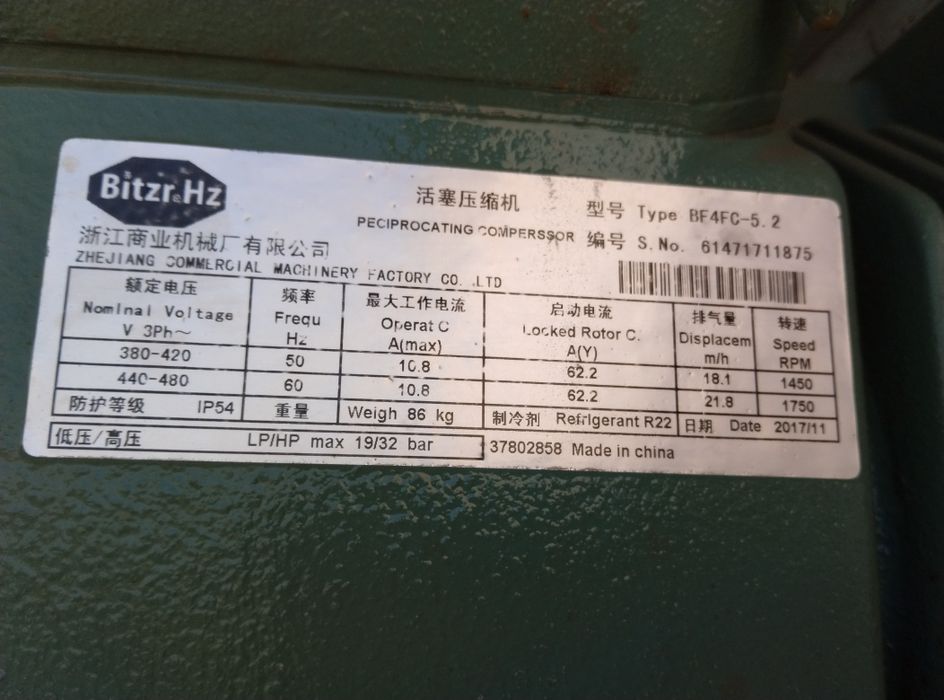 BitzreHz
活塞压缩机
型号 Type BF4FC-5.2
PECIPROCATING COMPERSSOR
编号 S.No. 61471711875
浙江商业机械厂有限公司
ZHEJIANG COMMERCIAL MACHINERY FACTORY CO. .LTD
额定电压 频率 最大工作电流 启动电流 排气量 转速
Nominal Voltage Frequ Operat C Locked Rotor C. Displacem Speed
V 3Ph~ Hz A(max) A(Y) m/h RPM
380-420 50 10.8 62.2 18.1 1450
440-480 60 10.8 62.2 21.8 1750
防护等级 IP54 重量 Weigh 86 kg 制冷剂 Refrigerant R22 日期 Date 2017/11
低压/高压 LP/HP max 19/32 bar 37802858 Made in china